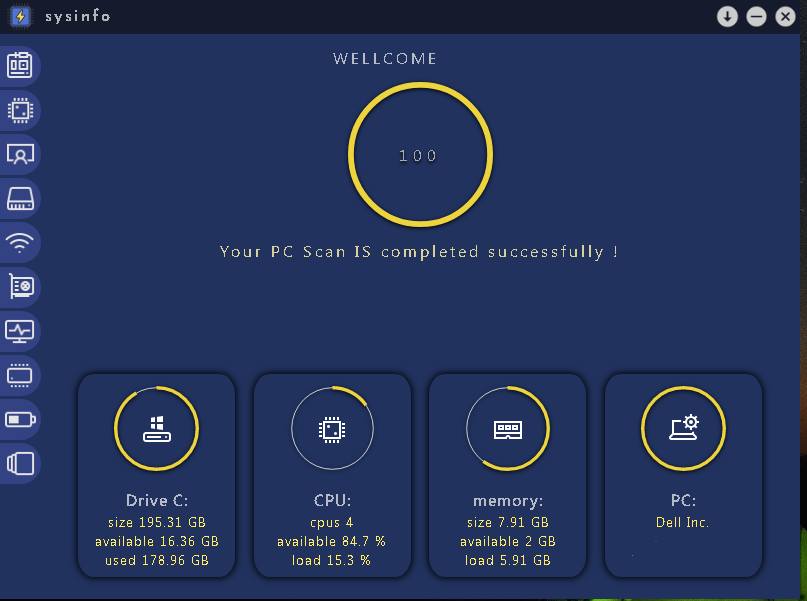 sysinfo
WELLCOME
100
Your PC Scan IS completed successfully !
Drive C:
size 195.31 GB
available 16.36 GB
used 178.96 GB
CPU:
cpus 4
available 84.7 %
load 15.3 %
memory:
size 7.91 GB
available 2 GB
load 5.91 GB
PC:
Dell Inc.